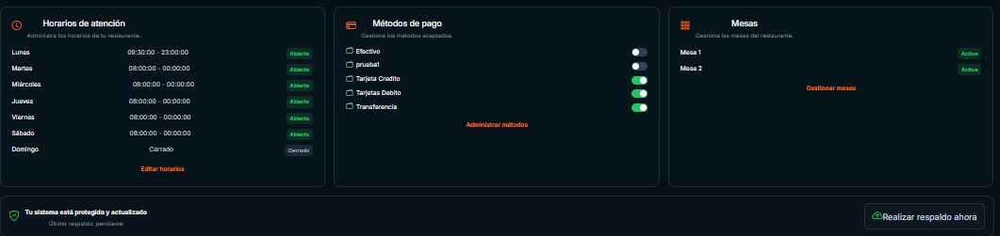 Horarios de atención
Administra los horarios de tu restaurante.
Lunes 09:30:00 - 23:00:00 Abierto
Martes 08:00:00 - 00:00:00 Abierto
Miércoles 08:00:00 - 00:00:00 Abierto
Jueves 08:00:00 - 00:00:00 Abierto
Viernes 08:00:00 - 00:00:00 Abierto
Sábado 08:00:00 - 00:00:00 Abierto
Domingo Cerrado Cerrado
Editar horarios
Métodos de pago
Gestione los métodos aceptados.
Efectivo
prueba1
Tarjeta Credito
Tarjetas Debito
Transferencia
Administrar métodos
Mesas
Gestiona las mesas del restaurante.
Mesa 1 Activa
Mesa 2 Activa
Gestionar mesas
Tu sistema está protegido y actualizado
Último respaldo: pendiente
Realizar respaldo ahora